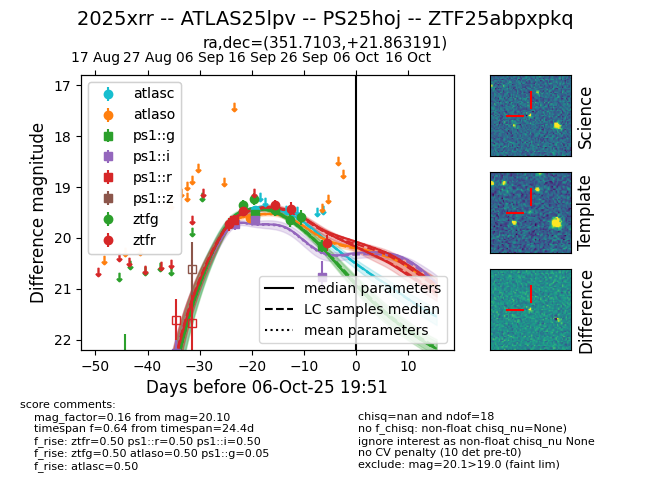 2025xrr -- ATLAS25lpv -- PS25hoj -- ZTF25abpxpkq
ra,dec=(351.7103,+21.863191)
17 Aug 27 Aug 06 Sep 16 Sep 26 Sep 06 Oct 16 Oct
17
18
19
20
21
22
Difference magnitude
atlasc
atlaso
ps1::g
ps1::i
ps1::r
ps1::z
ztfg
ztfr
median parameters
LC samples median
mean parameters
−50 −40 −30 −20 −10 0 10
Days before 06-Oct-25 19:51
Science
Template
Difference
score comments:
mag_factor=0.16 from mag=20.10
timespan f=0.64 from timespan=24.4d
f_rise: ztfr=0.50 ps1::r=0.50 ps1::i=0.50
f_rise: ztfg=0.50 atlaso=0.50 ps1::g=0.05
f_rise: atlasc=0.50
chisq=nan and ndof=18
no f_chisq: non-float chisq_nu=None)
ignore interest as non-float chisq_nu None
no CV penalty (10 det pre-t0)
exclude: mag=20.1>19.0 (faint lim)